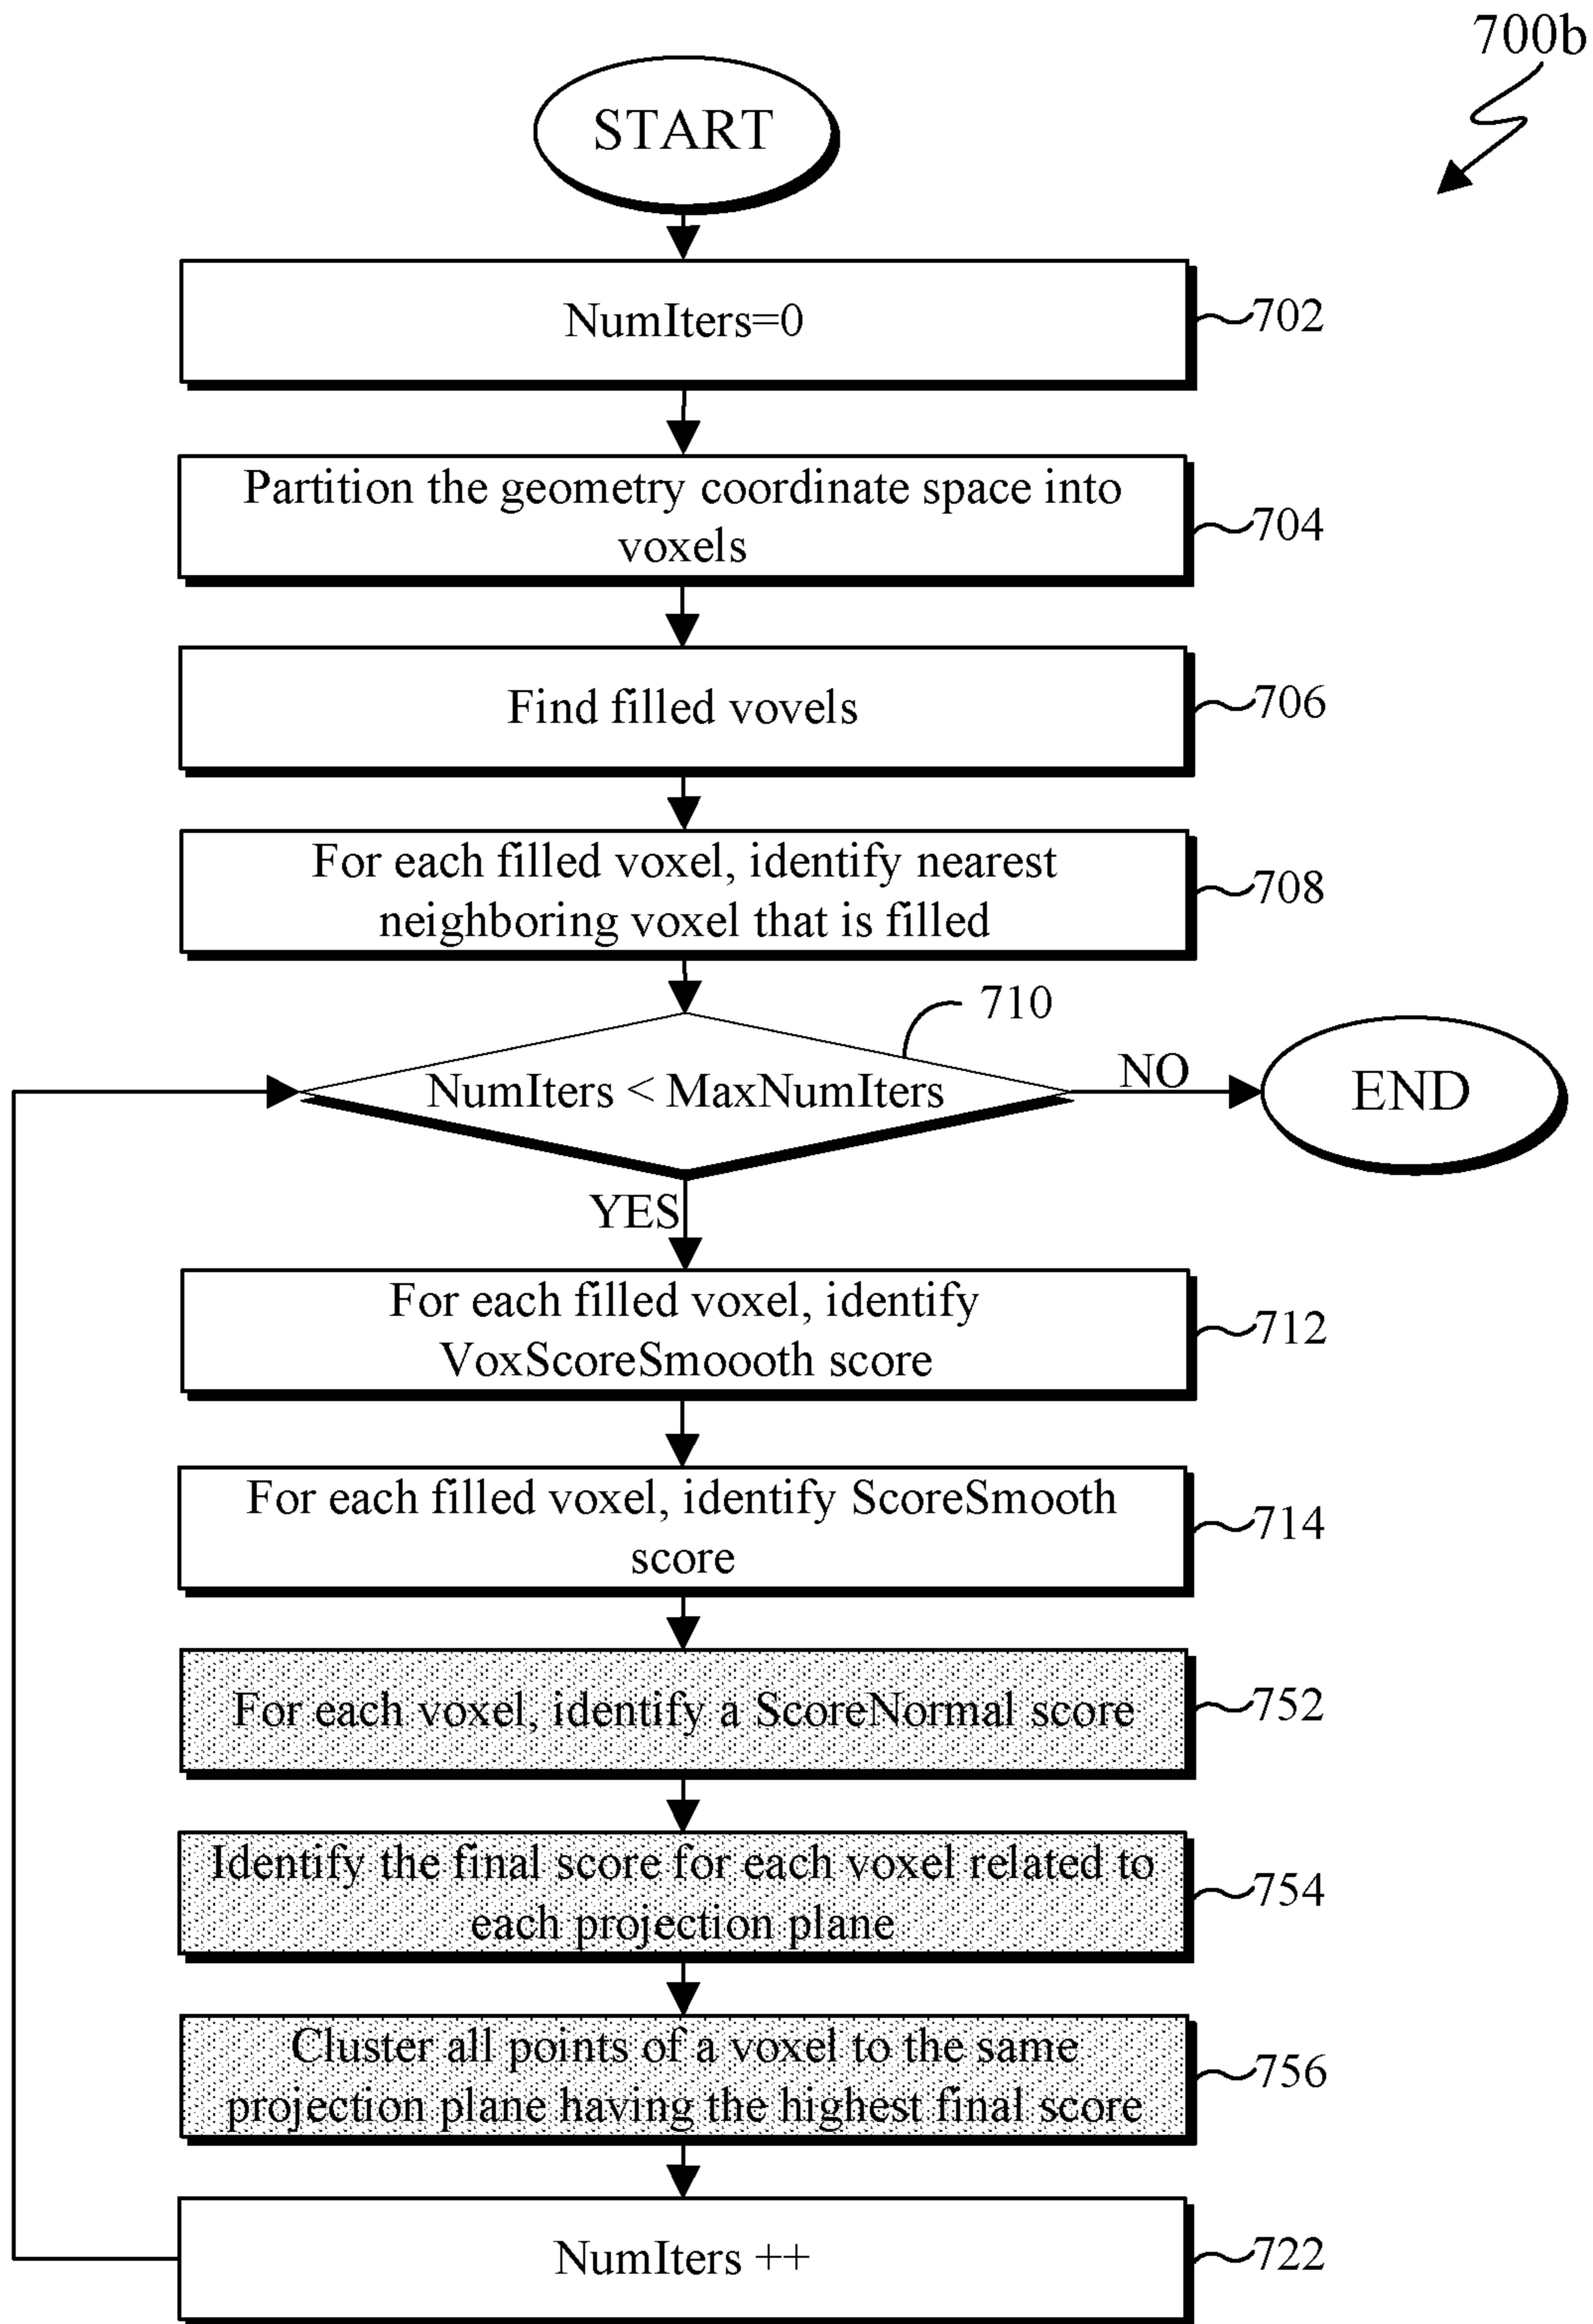 700b
START
NumIters=0
702
Partition the geometry coordinate space into
voxels
704
Find filled vovels
706
For each filled voxel, identify nearest
neighboring voxel that is filled
708
710
NumIters < MaxNumIters
NO
END
YES
For each filled voxel, identify
VoxScoreSmoooth score
712
For each filled voxel, identify ScoreSmooth
score
714
For each voxel, identify a ScoreNormal score
752
Identify the final score for each voxel related to
each projection plane
754
Cluster all points of a voxel to the same
projection plane having the highest final score
756
NumIters ++
722